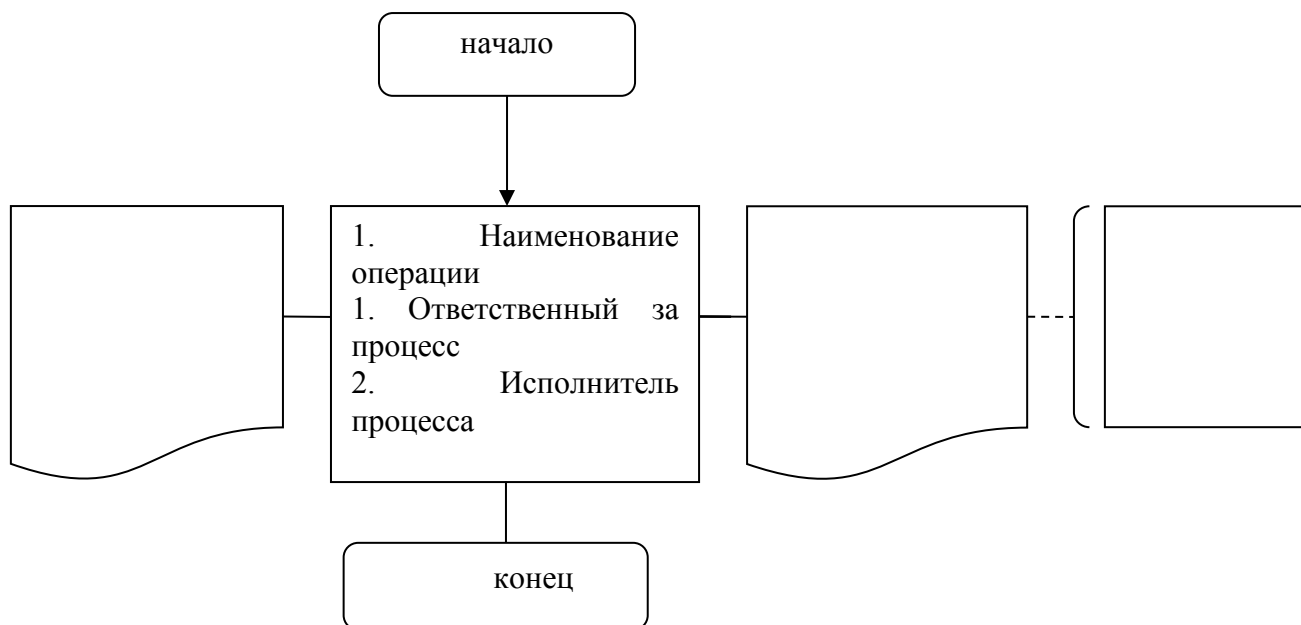 начало
1. Наименование
операции
1. Ответственный за
процесс
2. Исполнитель
процесса
конец